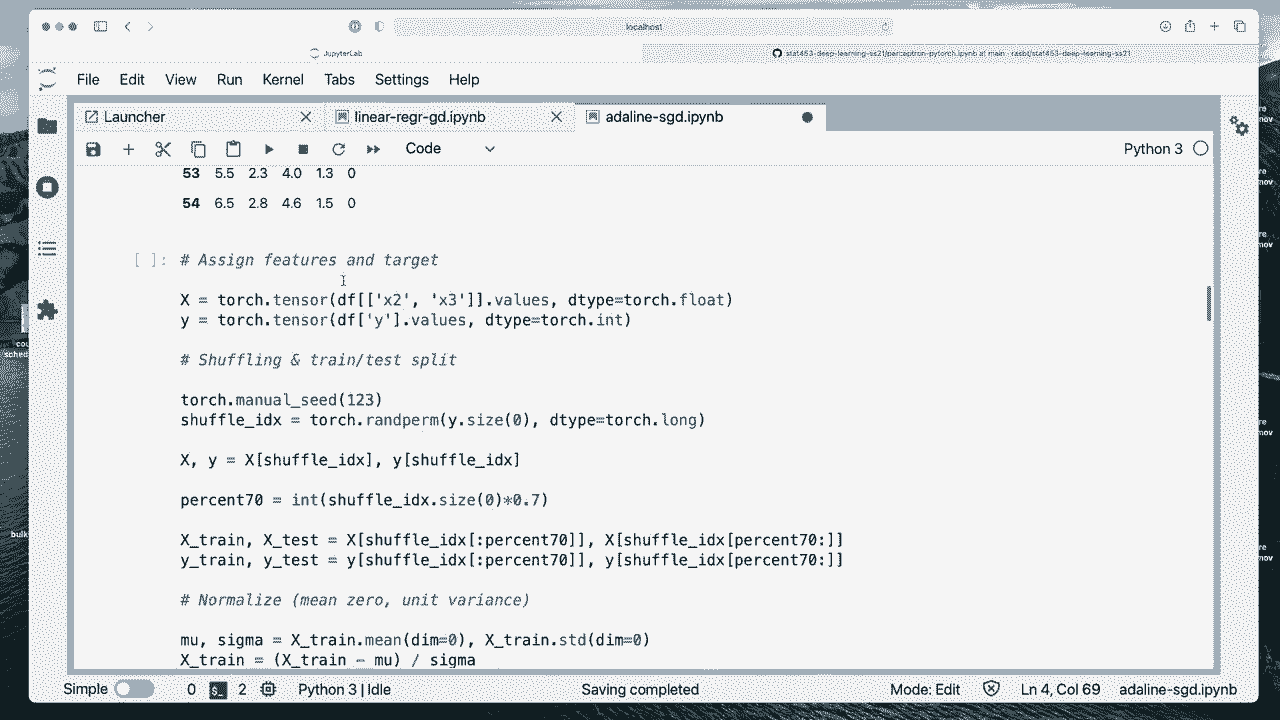 localhost
JupyterLab
stat453-deep-learning-ss21/perceptron-pytorch.ipynb at main · rasbt/stat453-deep-learning-ss21
File Edit View Run Kernel Tabs Settings Help
Launcher
linear-regr-gd.ipynb
adaline-sgd.ipynb
Code
Python 3
53 5.5 2.3 4.0 1.3 0
54 6.5 2.8 4.6 1.5 0
[ ]: # Assign features and target
X = torch.tensor(df[['x2', 'x3']].values, dtype=torch.float)
y = torch.tensor(df['y'].values, dtype=torch.int)
# Shuffling & train/test split
torch.manual_seed(123)
shuffle_idx = torch.randperm(y.size(0), dtype=torch.long)
X, y = X[shuffle_idx], y[shuffle_idx]
percent70 = int(shuffle_idx.size(0)*0.7)
X_train, X_test = X[shuffle_idx[:percent70]], X[shuffle_idx[percent70:]]
y_train, y_test = y[shuffle_idx[:percent70]], y[shuffle_idx[percent70:]]
# Normalize (mean zero, unit variance)
mu, sigma = X_train.mean(dim=0), X_train.std(dim=0)
X_train = (X_train - mu) / sigma
Simple 0 2 Python 3 | Idle Saving completed Mode: Edit Ln 4, Col 69 adaline-sgd.ipynb